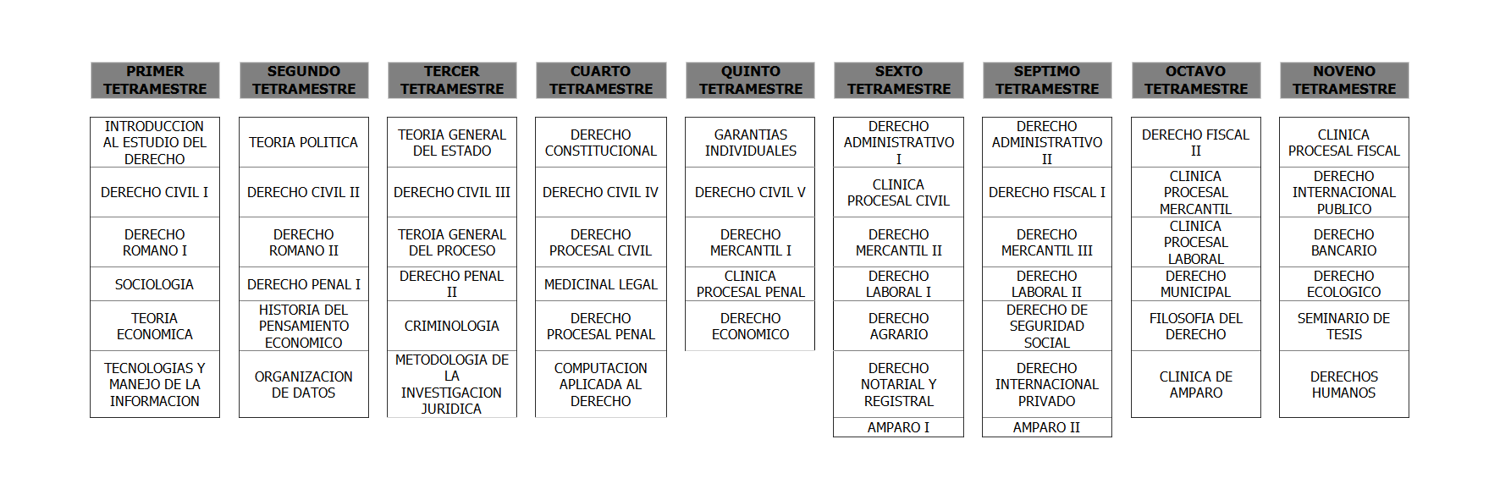 PRIMER
TETRAMESTRE
SEGUNDO
TETRAMESTRE
TERCER
TETRAMESTRE
CUARTO
TETRAMESTRE
QUINTO
TETRAMESTRE
SEXTO
TETRAMESTRE
SEPTIMO
TETRAMESTRE
OCTAVO
TETRAMESTRE
NOVENO
TETRAMESTRE
INTRODUCCION
AL ESTUDIO DEL
DERECHO
TEORIA POLITICA
TEORIA GENERAL
DEL ESTADO
DERECHO
CONSTITUCIONAL
GARANTIAS
INDIVIDUALES
DERECHO
ADMINISTRATIVO
I
DERECHO
ADMINISTRATIVO
II
DERECHO FISCAL
II
CLINICA
PROCESAL FISCAL
DERECHO CIVIL I
DERECHO CIVIL II
DERECHO CIVIL III
DERECHO CIVIL IV
DERECHO CIVIL V
CLINICA
PROCESAL CIVIL
DERECHO FISCAL I
CLINICA
PROCESAL
MERCANTIL
DERECHO
INTERNACIONAL
PUBLICO
DERECHO
ROMANO I
DERECHO
ROMANO II
TEROIA GENERAL
DEL PROCESO
DERECHO
PROCESAL CIVIL
DERECHO
MERCANTIL I
DERECHO
MERCANTIL II
DERECHO
MERCANTIL III
CLINICA
PROCESAL
LABORAL
DERECHO
BANCARIO
SOCIOLOGIA
DERECHO PENAL I
DERECHO PENAL
II
MEDICINAL LEGAL
CLINICA
PROCESAL PENAL
DERECHO
LABORAL I
DERECHO
LABORAL II
DERECHO
MUNICIPAL
DERECHO
ECOLOGICO
TEORIA
ECONOMICA
HISTORIA DEL
PENSAMIENTO
ECONOMICO
CRIMINOLOGIA
DERECHO
PROCESAL PENAL
DERECHO
ECONOMICO
DERECHO
AGRARIO
DERECHO DE
SEGURIDAD
SOCIAL
FILOSOFIA DEL
DERECHO
SEMINARIO DE
TESIS
TECNOLOGIAS Y
MANEJO DE LA
INFORMACION
ORGANIZACION
DE DATOS
METODOLOGIA DE
LA
INVESTIGACION
JURIDICA
COMPUTACION
APLICADA AL
DERECHO
DERECHO
NOTARIAL Y
REGISTRAL
DERECHO
INTERNACIONAL
PRIVADO
CLINICA DE
AMPARO
DERECHOS
HUMANOS
AMPARO I
AMPARO II